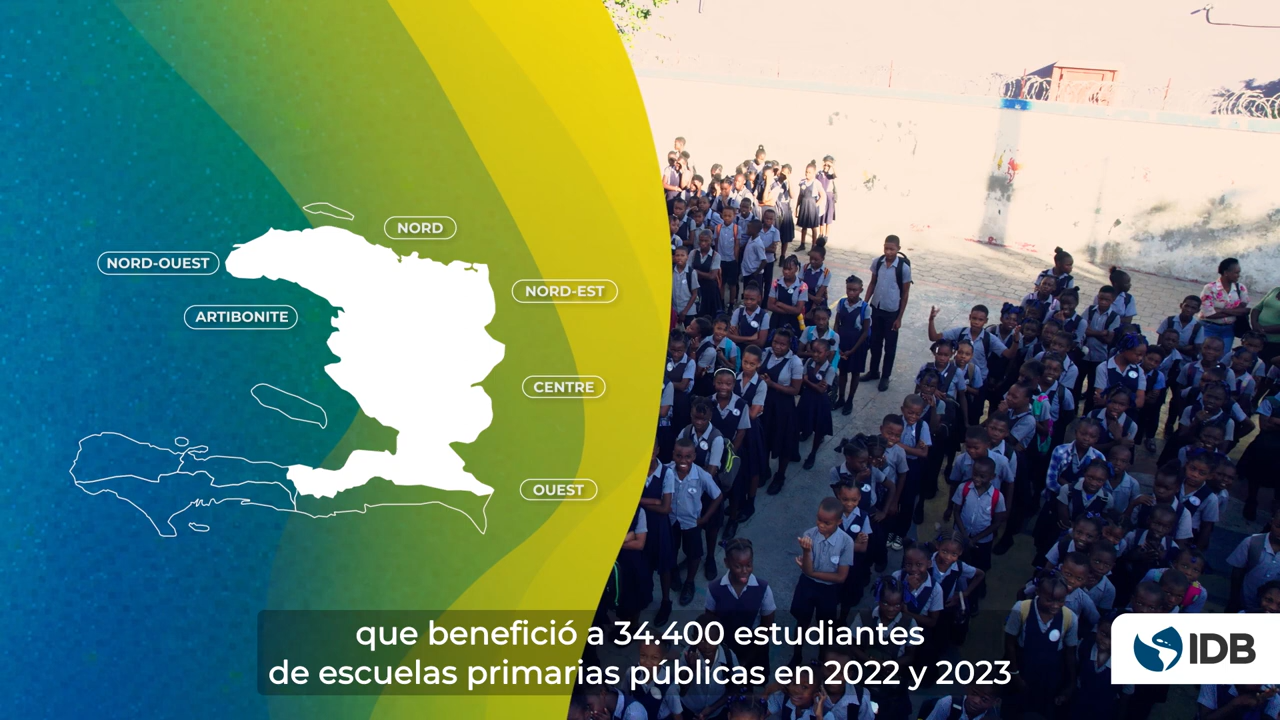 NORD
NORD-OUEST
NORD-EST
ARTIBONITE
CENTRE
OUEST
que benefició a 34.400 estudiantes
de escuelas primarias públicas en 2022 y 2023
IDB